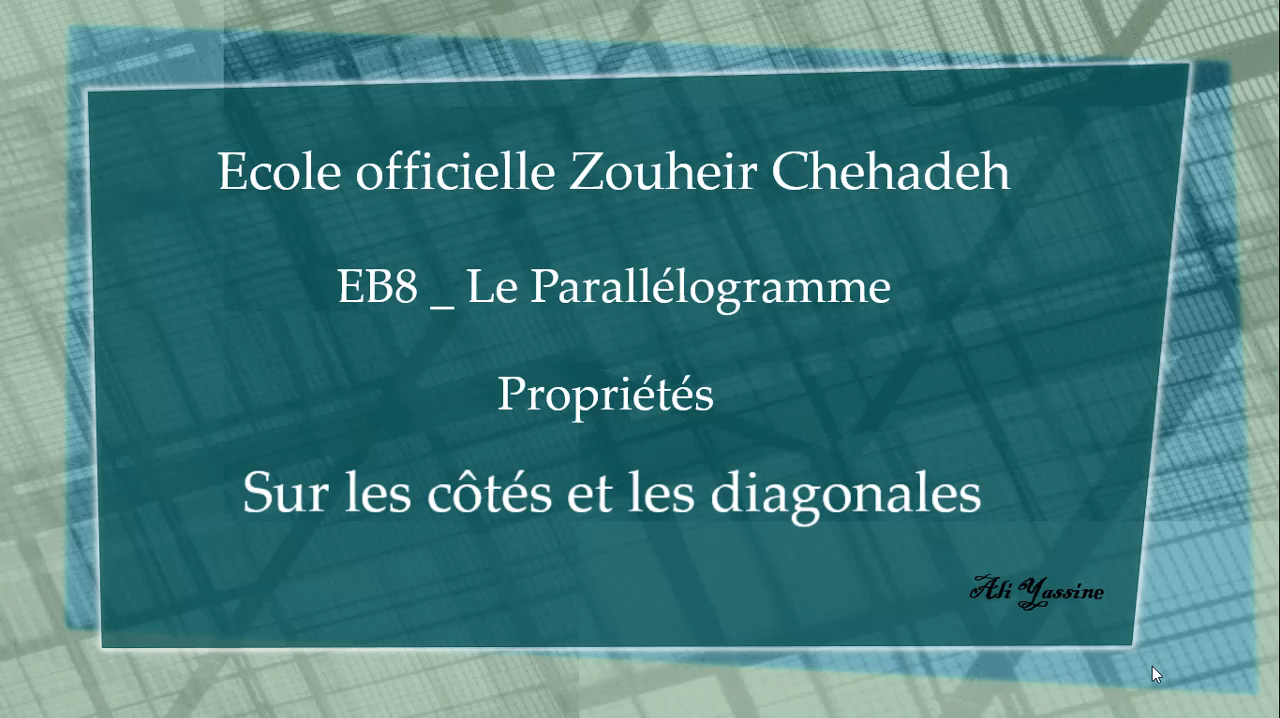 Ecole officielle Zouheir Chehadeh
EB8 _ Le Parallélogramme
Propriétés
Sur les côtés et les diagonales
Ali Yassine